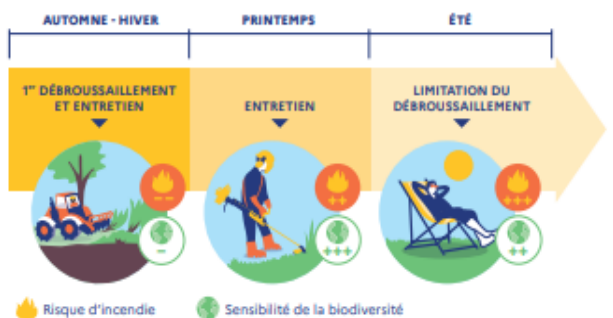 AUTOMNE - HIVER
PRINTEMPS
ÉTÉ
1er DÉBROUSSAILLEMENT
ET ENTRETIEN
ENTRETIEN
LIMITATION DU
DÉBROUSSAILLEMENT
--
-
++
+++
+++
++
Risque d'incendie
Sensibilité de la biodiversité